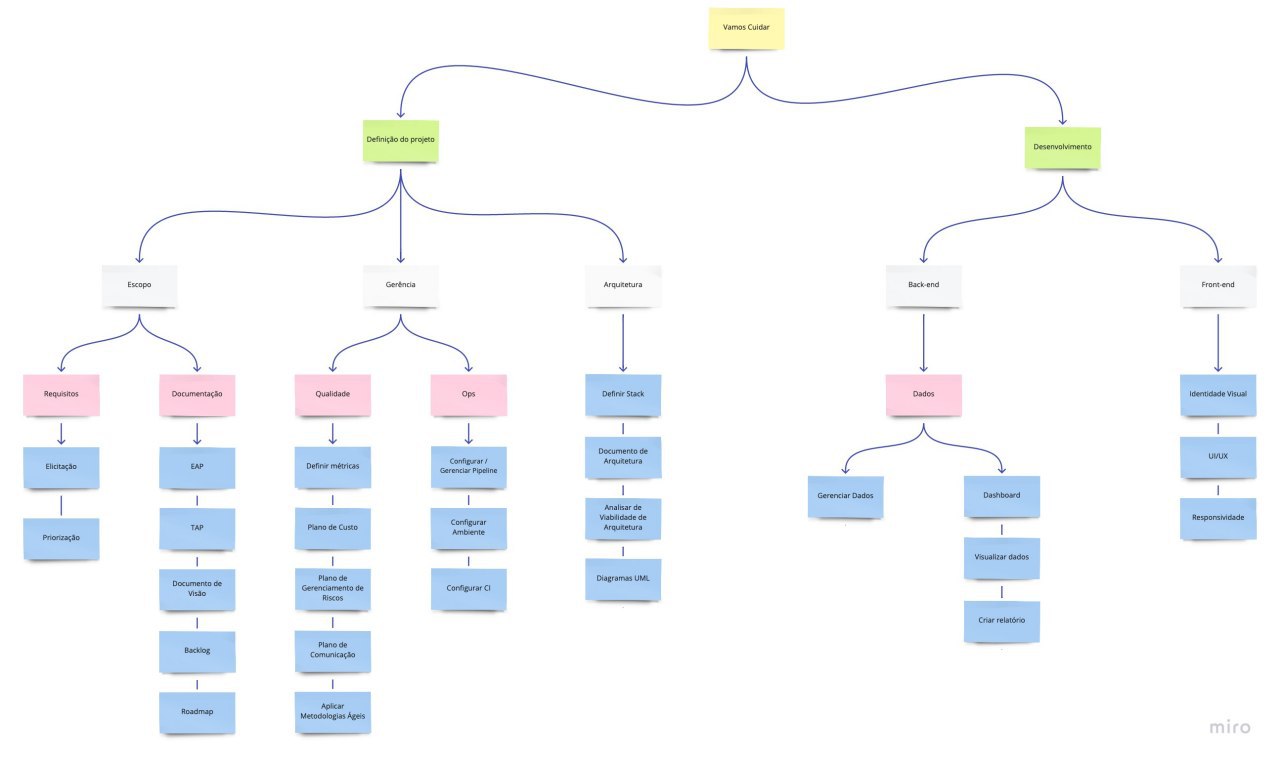 Vamos Cuidar
Definição do projeto
Desenvolvimento
Escopo
Gerência
Arquitetura
Back-end
Front-end
Requisitos
Documentação
Qualidade
Ops
Definir Stack
Dados
Identidade Visual
Elicitação
EAP
Definir métricas
Configurar /
Gerenciar Pipeline
Documento de
Arquitetura
UI/UX
Gerenciar Dados
Dashboard
Priorização
TAP
Plano de Custo
Configurar
Ambiente
Analisar de
Viabilidade de
Arquitetura
Responsividade
Visualizar dados
Documento de
Visão
Plano de
Gerenciamento de
Riscos
Configurar CI
Diagramas UML
Criar relatório
Backlog
Plano de
Comunicação
Roadmap
Aplicar
Metodologias Ágeis
miro